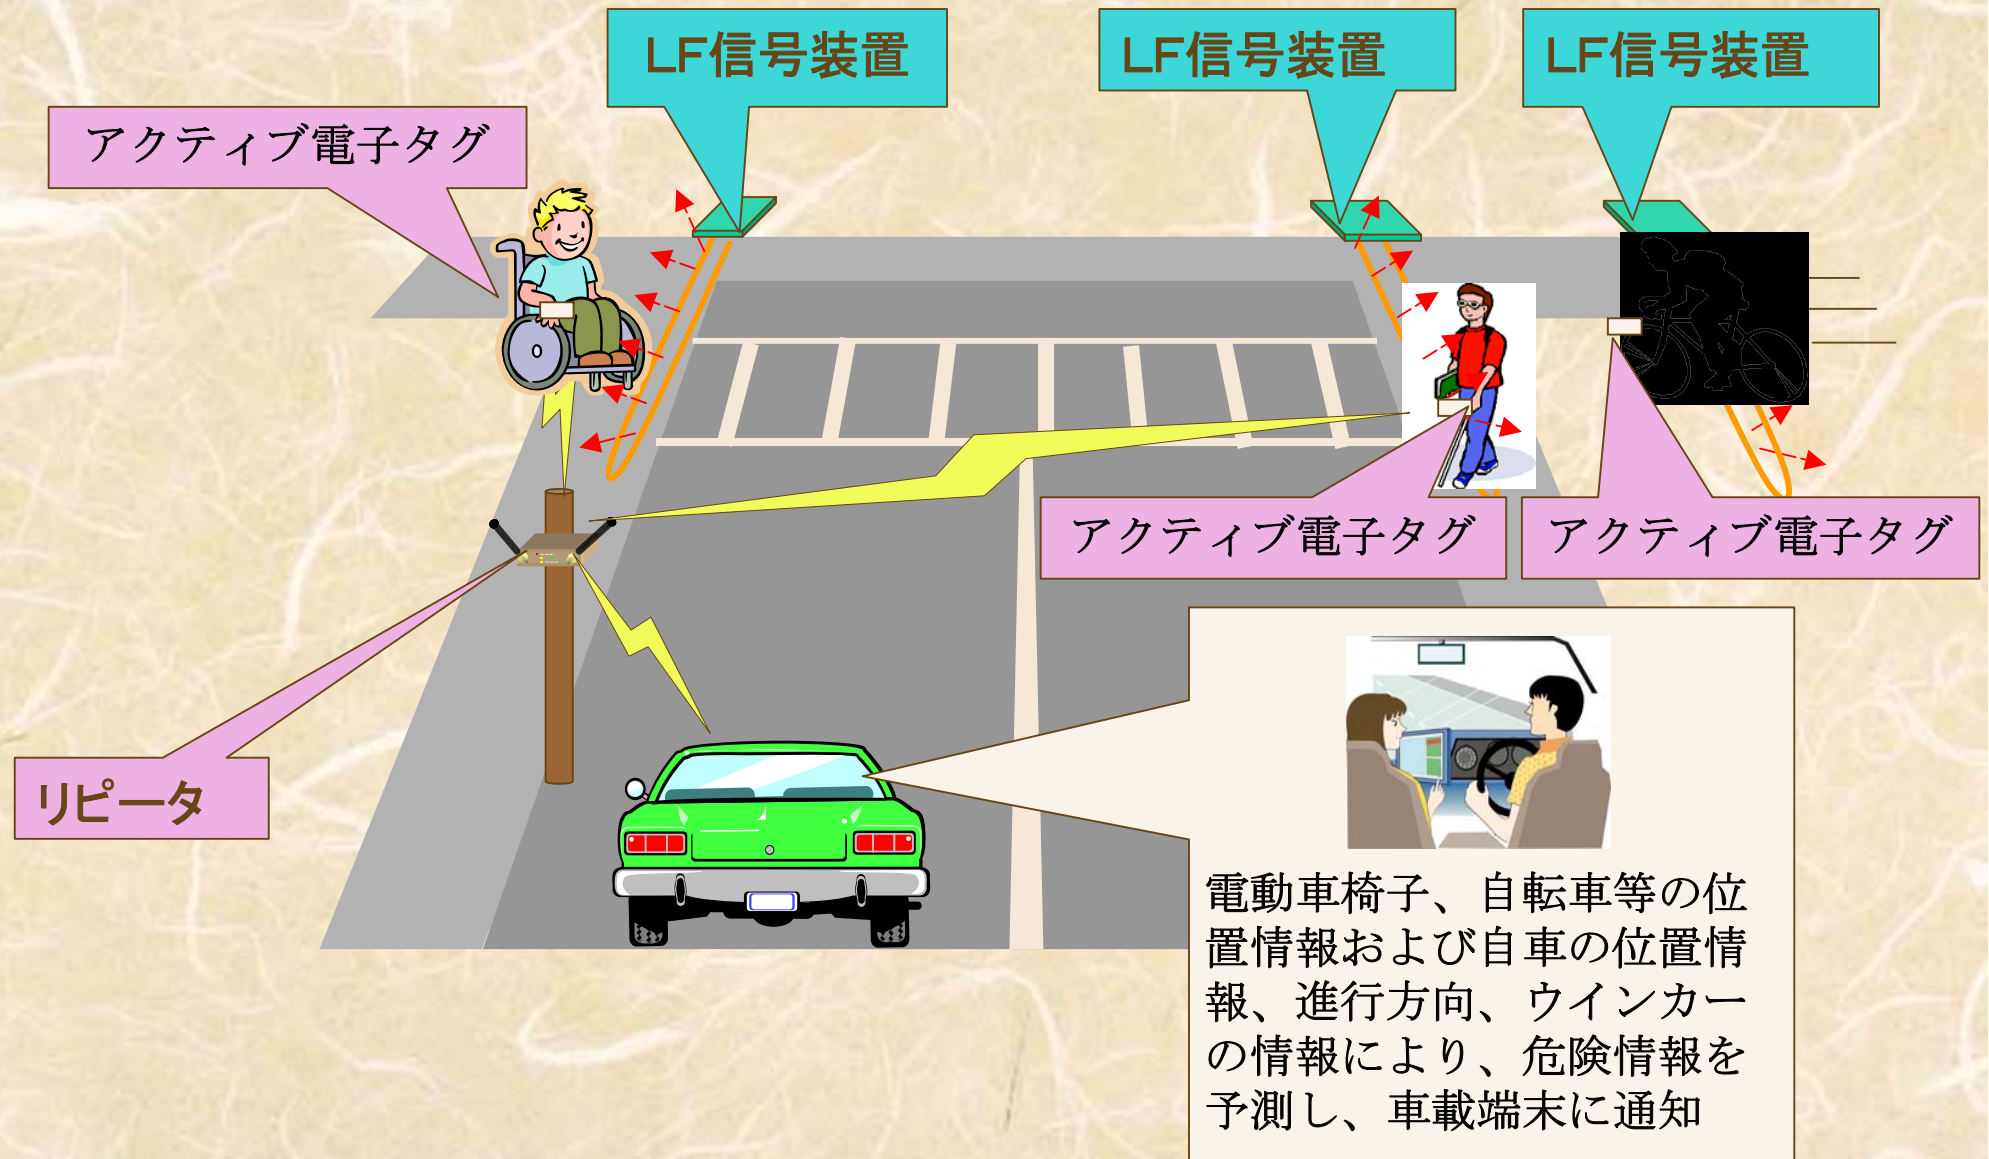 LF信号装置
LF信号装置
LF信号装置
アクティブ電子タグ
アクティブ電子タグ
アクティブ電子タグ
リピータ
電動車椅子、自転車等の位
置情報および自車の位置情
報、進行方向、ウインカー
の情報により、危険情報を
予測し、車載端末に通知